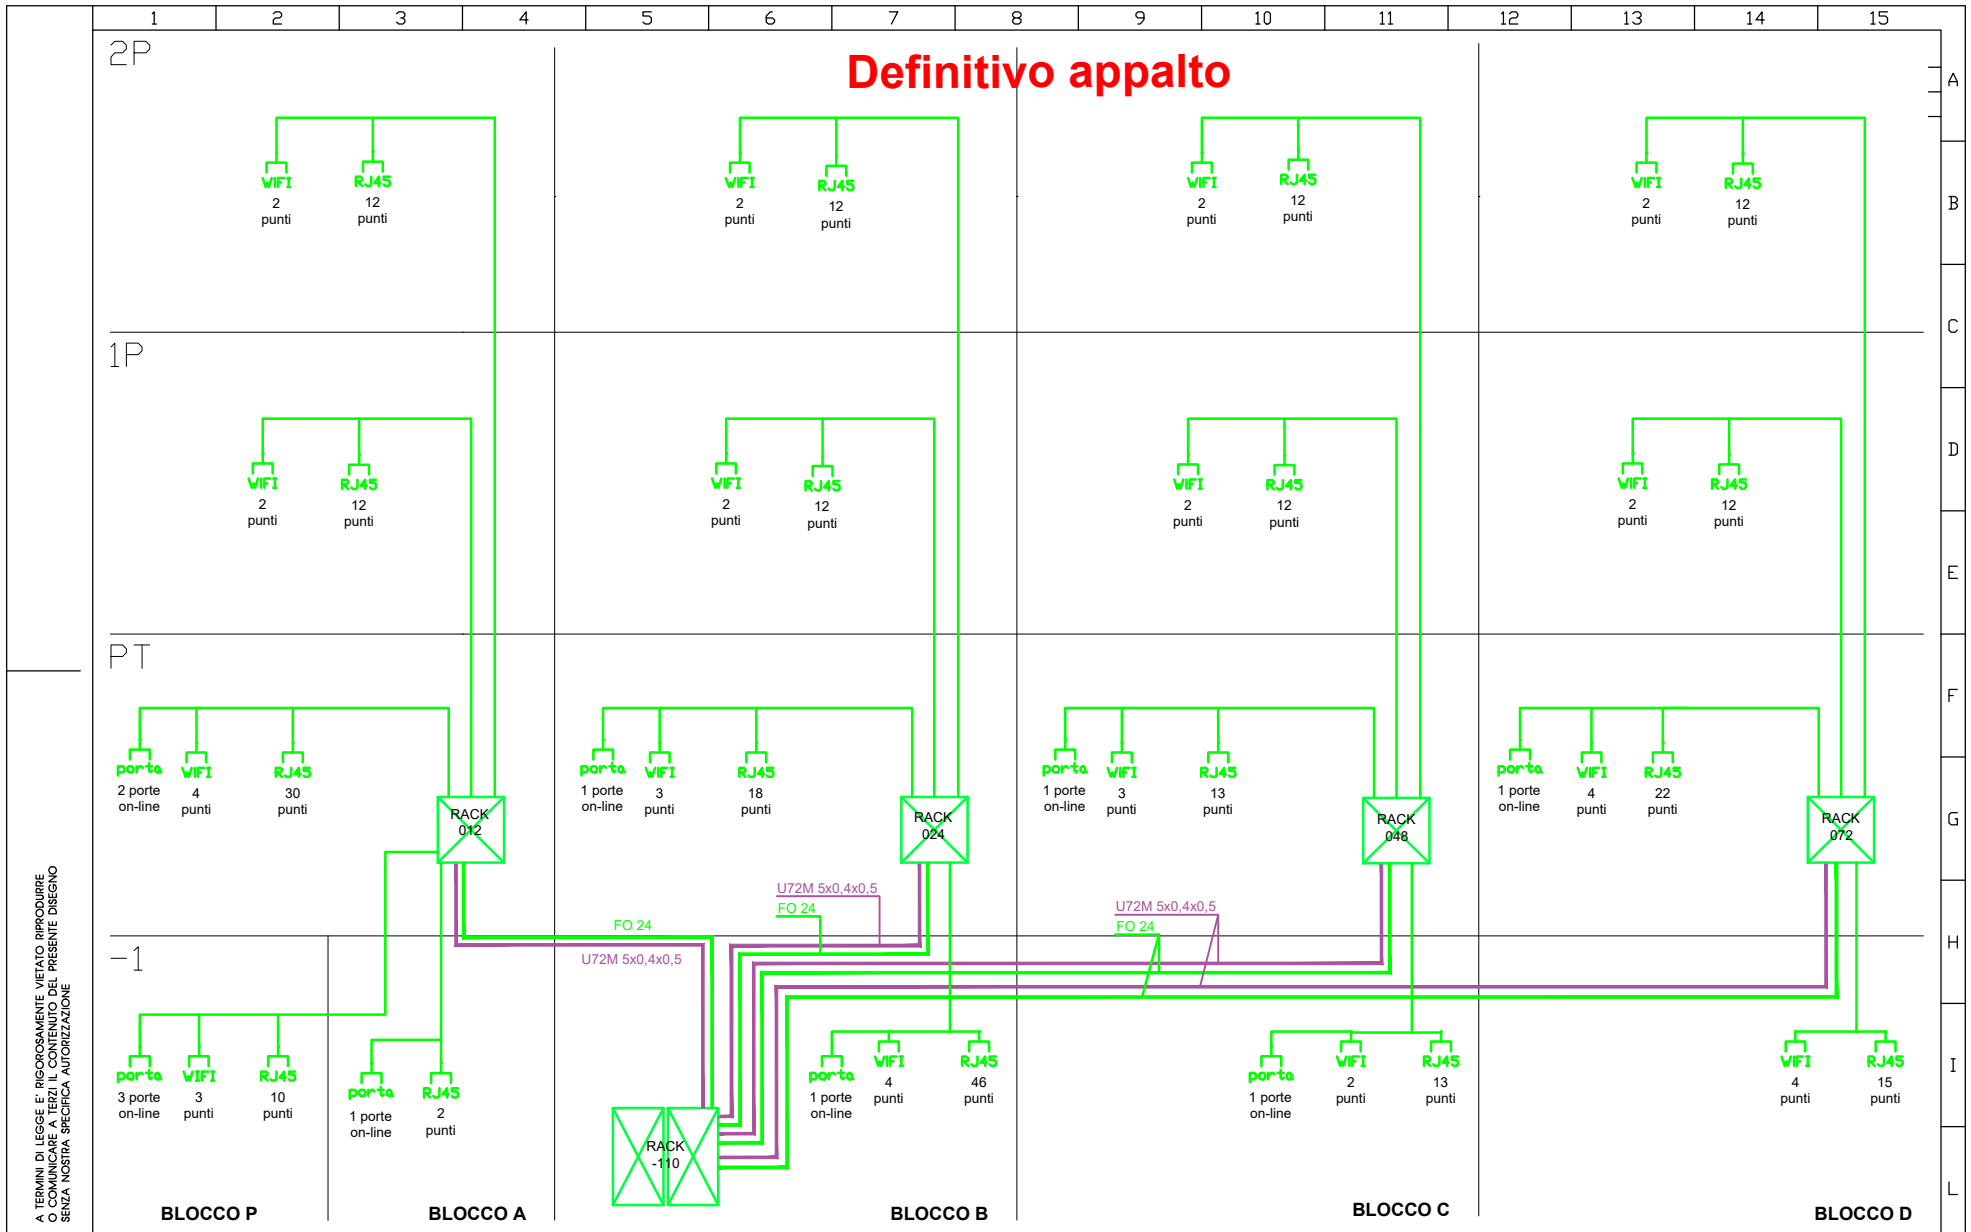 1 2 3 4 5 6 7 8 9 10 11 12 13 14 15
2P
Definitivo appalto
A
WIFI RJ45 WIFI RJ45 WIFI RJ45 WIFI RJ45
2 12 2 12 2 12 2 12
punti punti punti punti punti punti punti punti
B
C
1P
D
WIFI RJ45 WIFI RJ45 WIFI RJ45 WIFI RJ45
2 12 2 12 2 12 2 12
punti punti punti punti punti punti punti punti
E
PT
F
porta WIFI RJ45 porta WIFI RJ45 porta WIFI RJ45 porta WIFI RJ45
2 porte 4 30 1 porte 3 18 1 porte 3 13 1 porte 4 22
on-line punti punti on-line punti punti on-line punti punti on-line punti punti
RACK RACK RACK RACK
012 024 048 072
G
U72M 5x0,4x0,5
FO 24
U72M 5x0,4x0,5
FO 24
FO 24
U72M 5x0,4x0,5
H
-1
porta WIFI RJ45 porta RJ45 porta WIFI RJ45 porta WIFI RJ45 WIFI RJ45
3 porte 3 10 1 porte 2 1 porte 4 46 1 porte 2 13 4 15
on-line punti punti on-line punti on-line punti punti on-line punti punti punti punti
I
RACK
-110
L
BLOCCO P BLOCCO A BLOCCO B BLOCCO C BLOCCO D
A TERMINI DI LEGGE E' RIGOROSAMENTE VIETATO RIPRODURRE
O COMUNICARE A TERZI IL CONTENUTO DEL PRESENTE DISEGNO
SENZA NOSTRA SPECIFICA AUTORIZZAZIONE